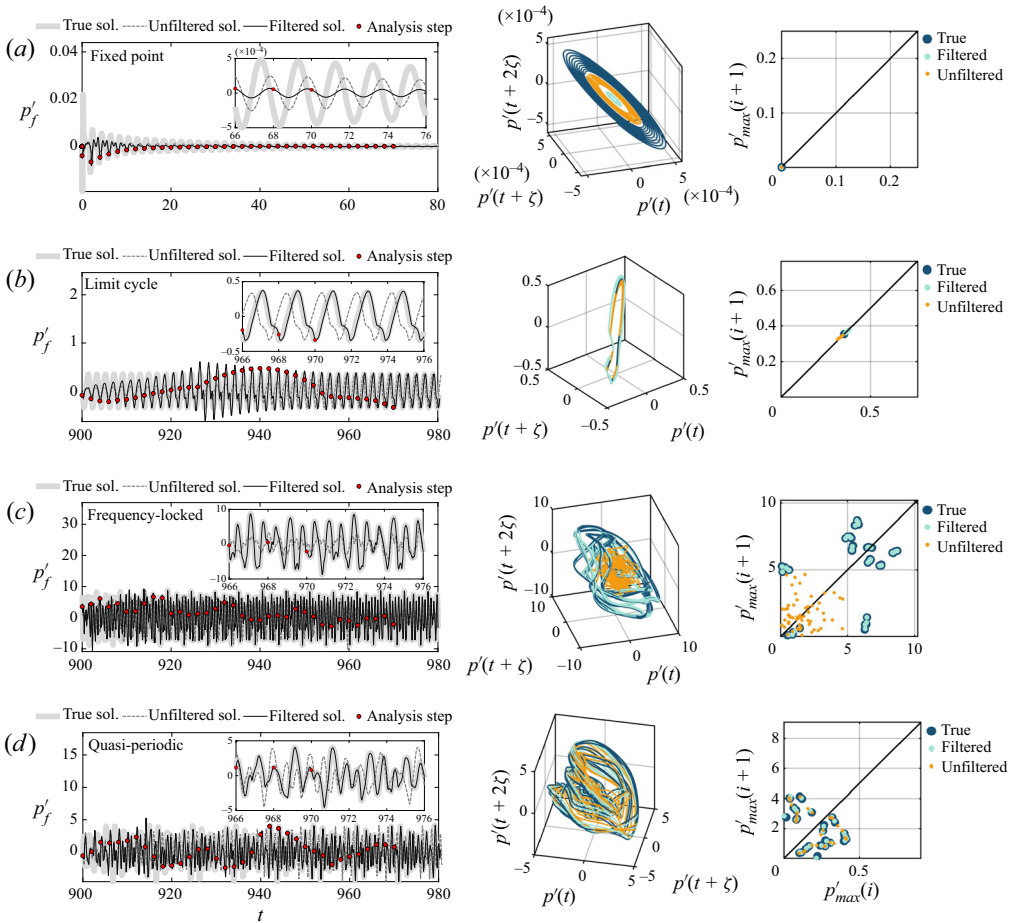 True sol. Unfiltered sol. Filtered sol. Analysis step
(a)
Fixed point
p′f
0.04
0.02
0
0 20 40 60 80
(×10−4)
5
0
−5
66 68 70 72 74 76
(×10−4)
p′(t + 2ζ)
5
0
−5
(×10−4)
5
0
−5
p′(t + ζ)
−5 0 5
p′(t)
(×10−4)
p′max(i + 1)
0.2
0.1
0
0.1 0.2
True
Filtered
Unfiltered
True sol. Unfiltered sol. Filtered sol. Analysis step
(b)
Limit cycle
p′f
2
1
0
900 920 940 960 980
0.5
0
−0.5
966 968 970 972 974 976
p′(t + 2ζ)
0.5
0
−0.5
0.5
0
−0.5
p′(t + ζ)
0
0.5
p′(t)
p′max(i + 1)
0.6
0.4
0.2
0.5
True
Filtered
Unfiltered
True sol. Unfiltered sol. Filtered sol. Analysis step
(c)
Frequency-locked
p′f
30
20
10
0
−10
900 920 940 960 980
10
0
−10
966 968 970 972 974 976
p′(t + 2ζ)
10
0
−10
10
0
−10
p′(t + ζ)
0
10
p′(t)
p′max(i + 1)
10
5
0
0 5 10
True
Filtered
Unfiltered
True sol. Unfiltered sol. Filtered sol. Analysis step
(d)
Quasi-periodic
p′f
15
10
5
0
900 920 940 960 980
t
5
0
−5
966 968 970 972 974 976
p′(t + 2ζ)
5
0
−5
0
5
p′(t)
−5
0
5
p′(t + ζ)
p′max(i + 1)
8
6
4
2
0
2 4 6 8
p′max(i)
True
Filtered
Unfiltered